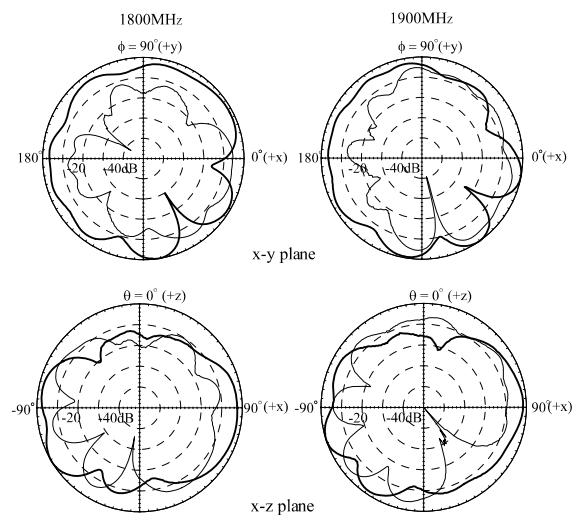 1800MHz 1900MHz
ϕ = 90°(+y) ϕ = 90°(+y)
180° -20 -40dB 0°(+x) 180° -20 -40dB 0°(+x)
x-y plane
θ = 0° (+z) θ = 0° (+z)
-90° -20 -40dB 90°(+x) -90° -20 -40dB 90°(+x)
x-z plane